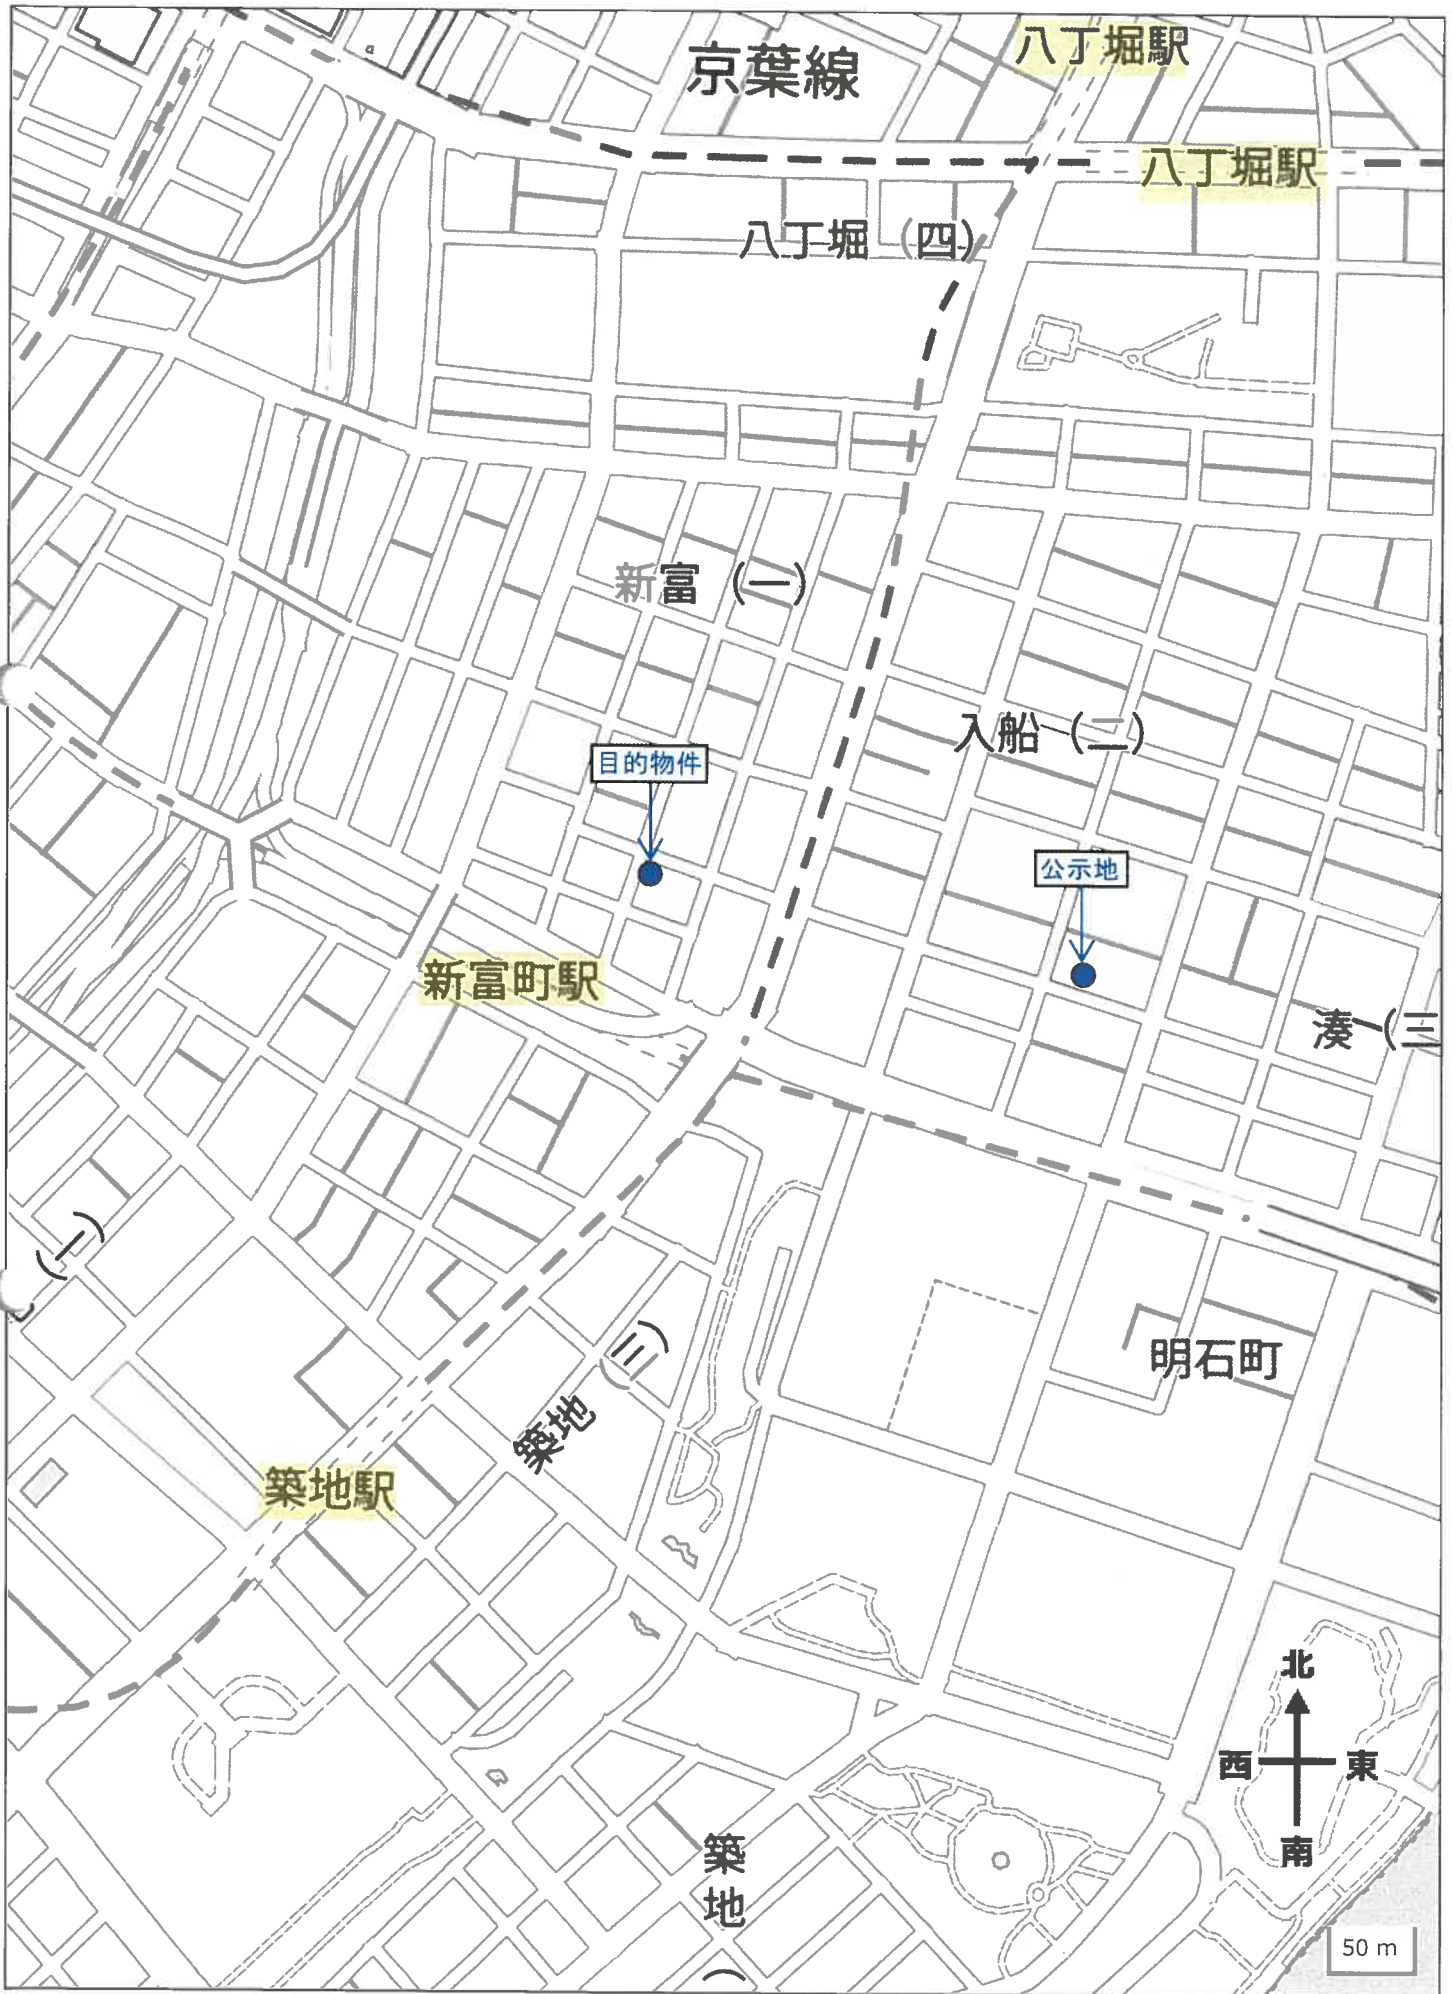 八丁堀駅
京葉線
八丁堀駅
八丁堀（四）
新富（一）
入船（二）
目的物件
公示地
新富町駅
湊（三
（一）
明石町
築地（三）
築地駅
北
西 東
南
築地（
50 m